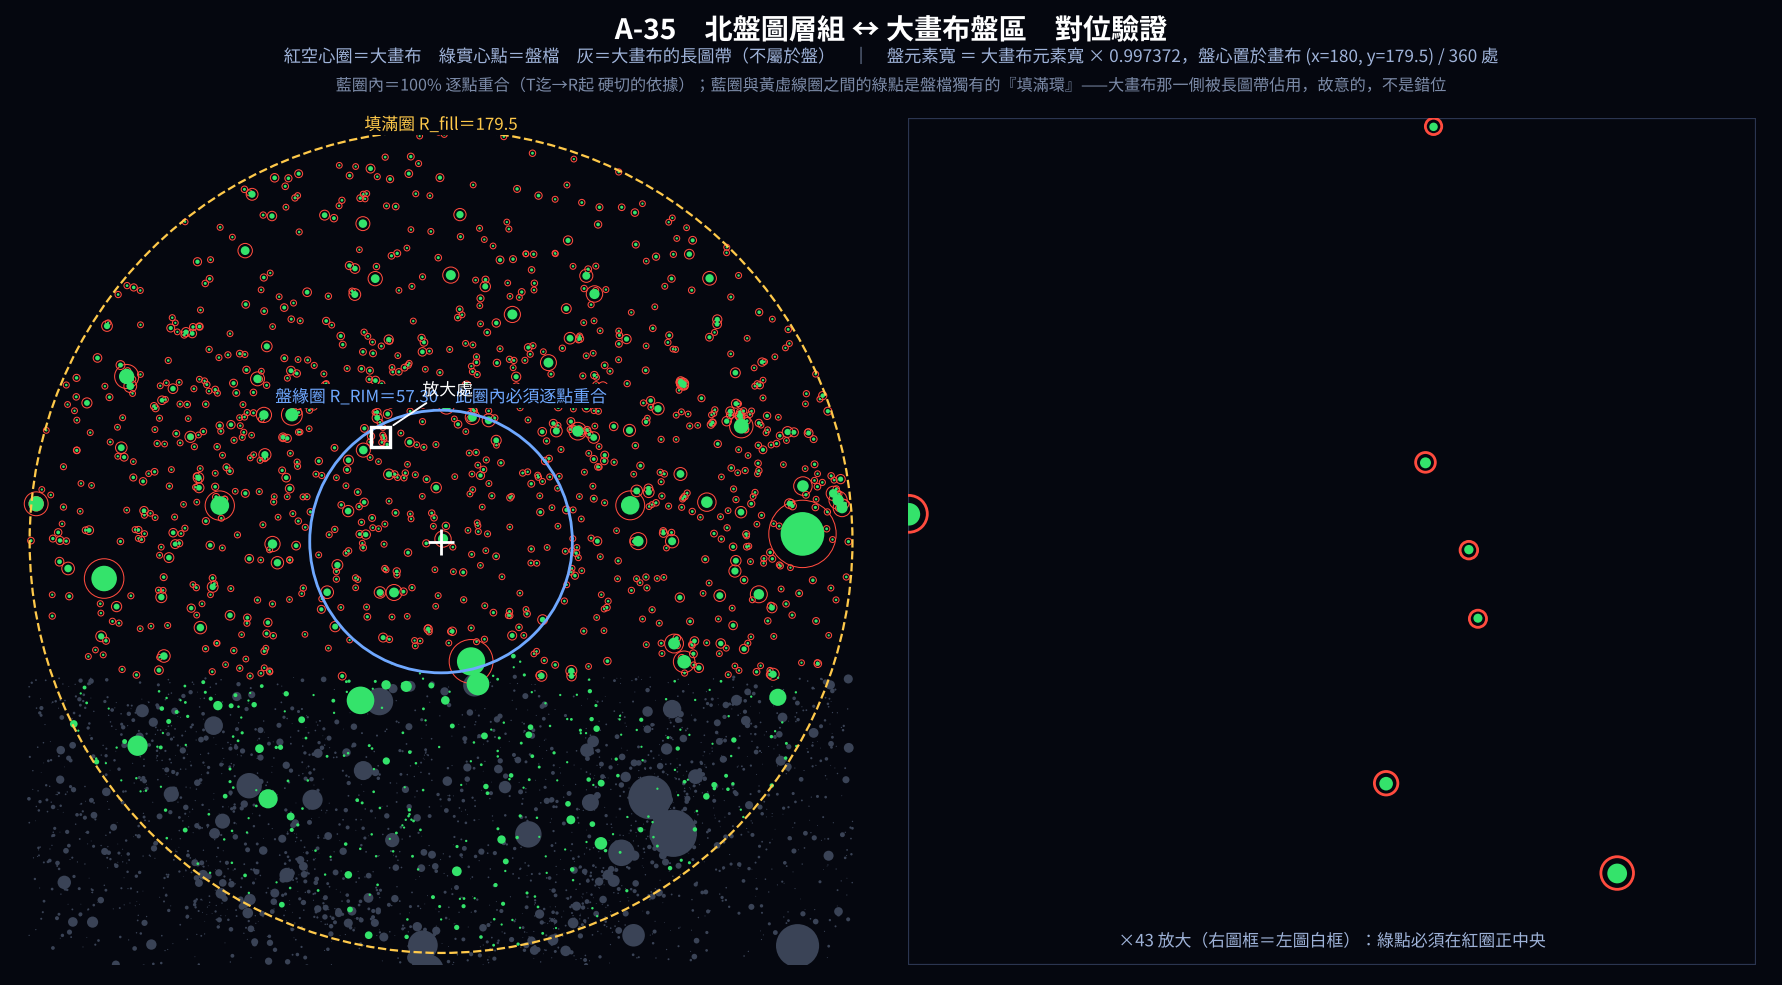 A-35　北盤圖層組 ↔ 大畫布盤區　對位驗證
紅空心圈＝大畫布　綠實心點＝盤檔　灰＝大畫布的長圖帶（不屬於盤）　｜　盤元素寬 ＝ 大畫布元素寬 × 0.997372，盤心置於畫布 (x=180, y=179.5) / 360 處
藍圈內＝100% 逐點重合（T迄→R起 硬切的依據）；藍圈與黃虛線圈之間的綠點是盤檔獨有的『填滿環』——大畫布那一側被長圖帶佔用，故意的，不是錯位
填滿圈 R_fill＝179.5
放大處
盤緣圈 R_RIM＝57.30　此圈內必須逐點重合
×43 放大（右圖框＝左圖白框）：綠點必須在紅圈正中央